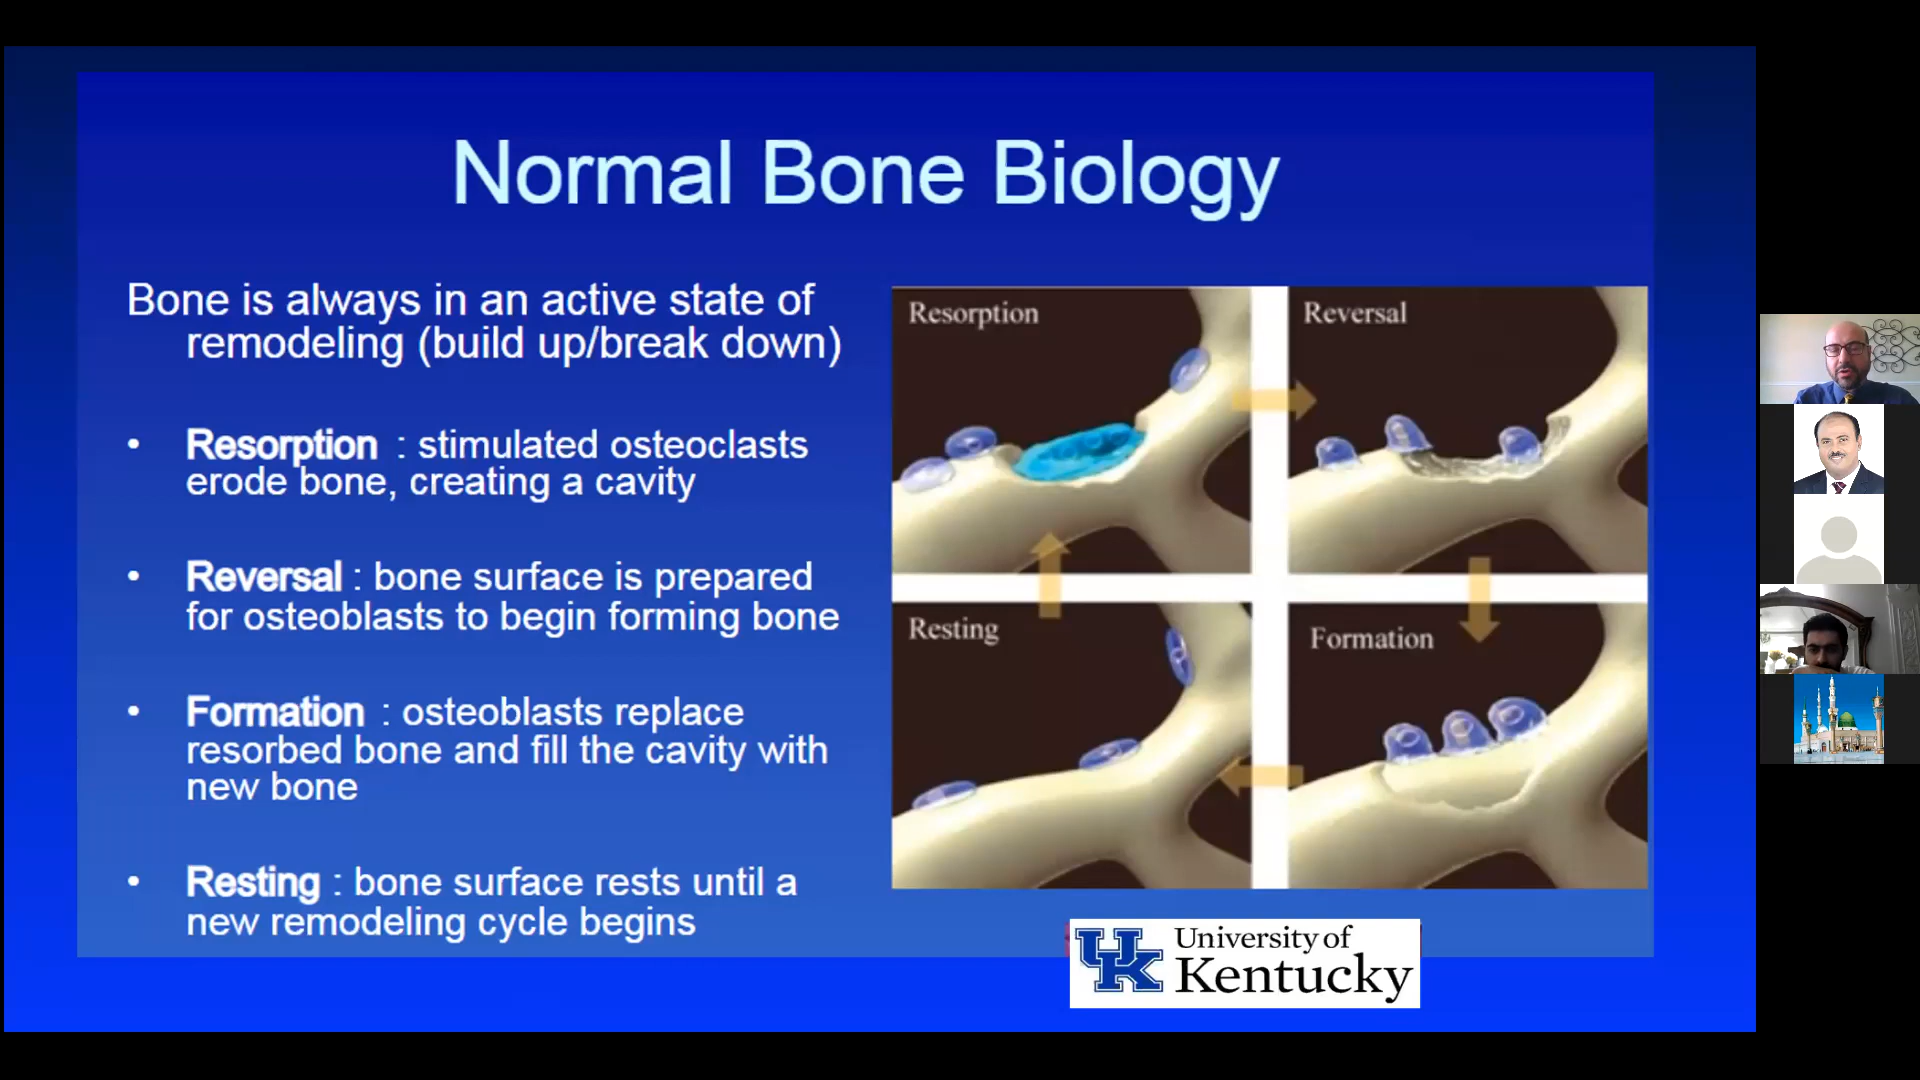 Normal Bone Biology
Bone is always in an active state of
remodeling (build up/break down)
• Resorption : stimulated osteoclasts
erode bone, creating a cavity
• Reversal : bone surface is prepared
for osteoblasts to begin forming bone
• Formation : osteoblasts replace
resorbed bone and fill the cavity with
new bone
• Resting : bone surface rests until a
new remodeling cycle begins
Resorption
Reversal
Resting
Formation
UK
University of
Kentucky